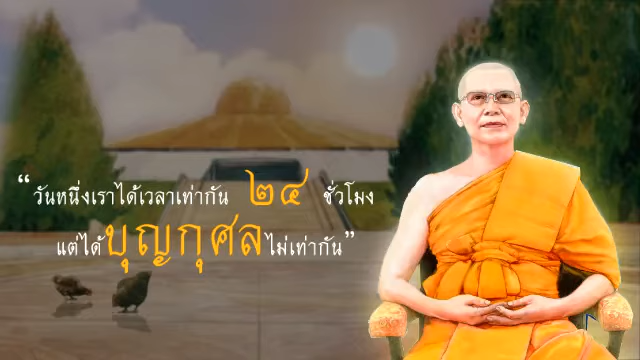 “วันหนึ่งเราได้เวลาเท่ากัน ๒๔ ชั่วโมง
แต่ได้บุญกุศลไม่เท่ากัน”